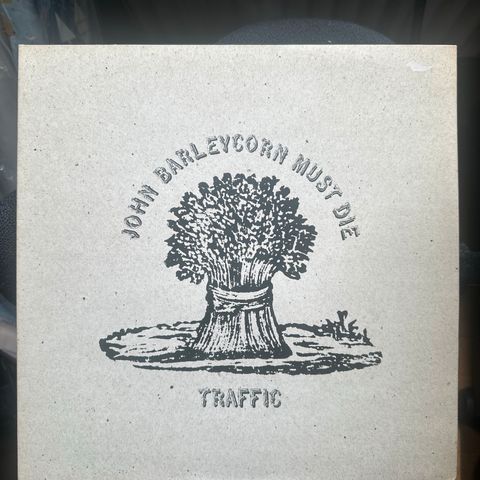 JOHN BARLEYCORN MUST DIE
TRAFFIC